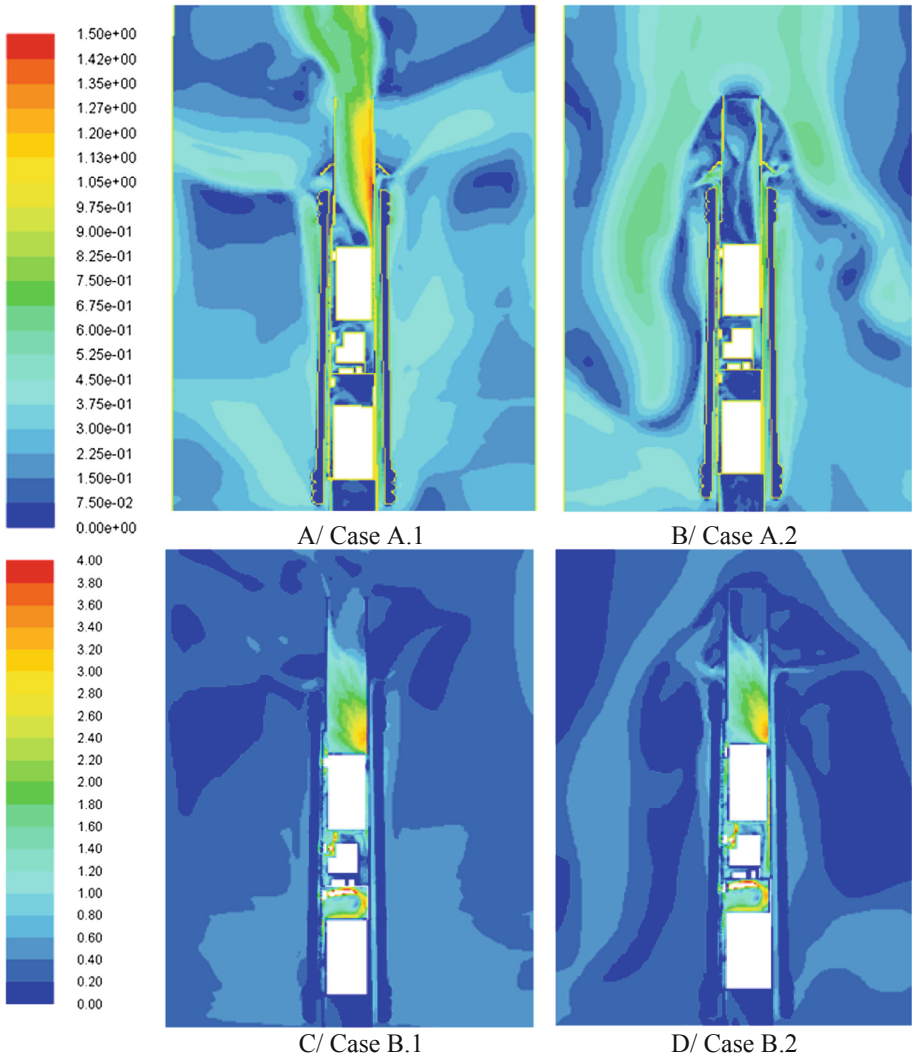 1.50e+00
1.42e+00
1.35e+00
1.27e+00
1.20e+00
1.13e+00
1.05e+00
9.75e-01
9.00e-01
8.25e-01
7.50e-01
6.75e-01
6.00e-01
5.25e-01
4.50e-01
3.75e-01
3.00e-01
2.25e-01
1.50e-01
7.50e-02
0.00e+00
A/ Case A.1
B/ Case A.2
4.00
3.80
3.60
3.40
3.20
3.00
2.80
2.60
2.40
2.20
2.00
1.80
1.60
1.40
1.20
1.00
0.80
0.60
0.40
0.20
0.00
C/ Case B.1
D/ Case B.2